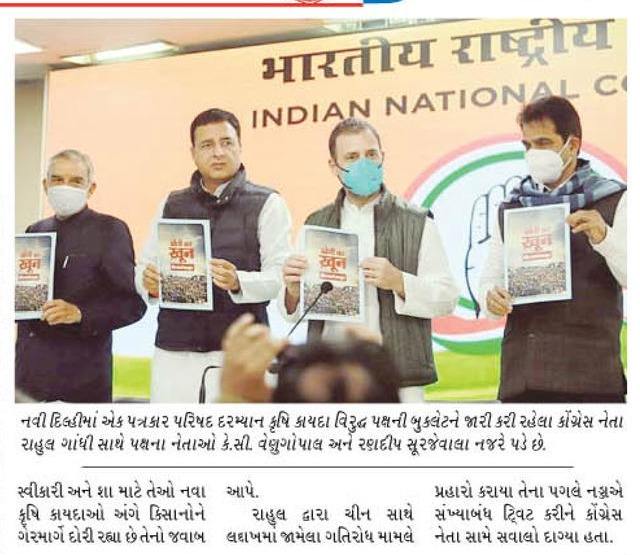 भारतीय राष्ट्रीय
INDIAN NATIONAL CO
खेती का
खून
खेती का
खून
खेती का
खून
खेती का
खून
નવી દિલ્હીમાં એક પત્રકાર પરિષદ દરમ્યાન કૃષિ કાયદા વિરુદ્ધ પક્ષની બુકલેટને જારી કરી રહેલા કોંગ્રેસ નેતા
રાહુલ ગાંધી સાથે પક્ષના નેતાઓ કે.સી. વેણુગોપાલ અને રણદીપ સૂરજેવાલા નજરે પડે છે.
સ્વીકારી અને શા માટે તેઓ નવા
કૃષિ કાયદાઓ અંગે કિસાનોને
ગેરમાર્ગે દોરી રહ્યા છે તેનો જવાબ
આપે.
રાહુલ દ્વારા ચીન સાથે
લદ્દાખમાં જામેલા ગતિરોધ મામલે
પ્રહારો કરાયા તેના પગલે નડ્ડાએ
સંખ્યાબંધ ટ્વિટ કરીને કોંગ્રેસ
નેતા સામે સવાલો દાગ્યા હતા.